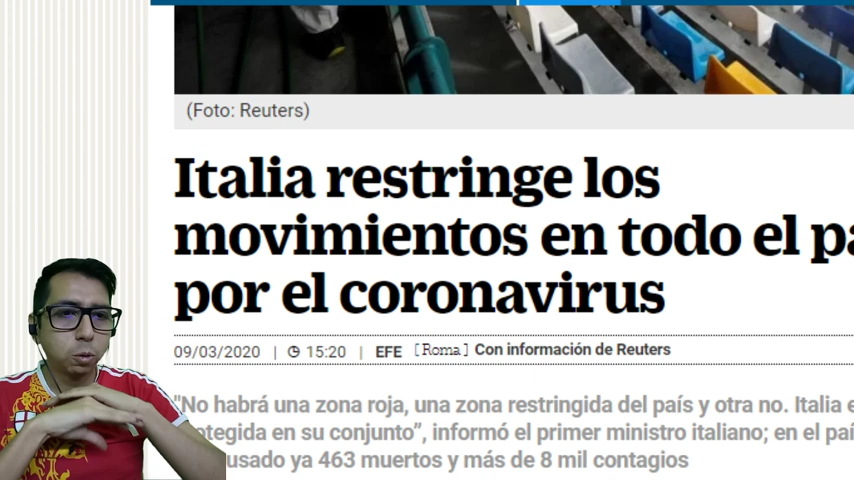 (Foto: Reuters)
Italia restringe los
movimientos en todo el pa
por el coronavirus
09/03/2020 | 15:20 | EFE [Roma] Con información de Reuters
"No habrá una zona roja, una zona restringida del país y otra no. Italia e
otegida en su conjunto”, informó el primer ministro italiano; en el paí
usado ya 463 muertos y más de 8 mil contagios